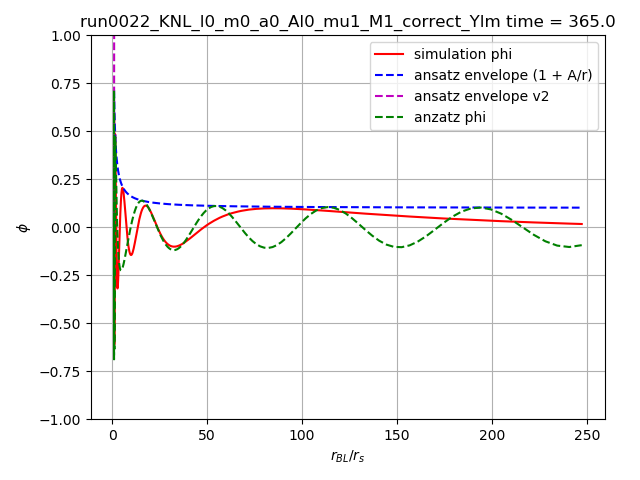 run0022_KNL_l0_m0_a0_Al0_mu1_M1_correct_Ylm time = 365.0
1.00
0.75
0.50
0.25
0.00
−0.25
−0.50
−0.75
−1.00
ϕ
simulation phi
ansatz envelope (1 + A/r)
ansatz envelope v2
anzatz phi
0 50 100 150 200 250
r_{BL}/r_s